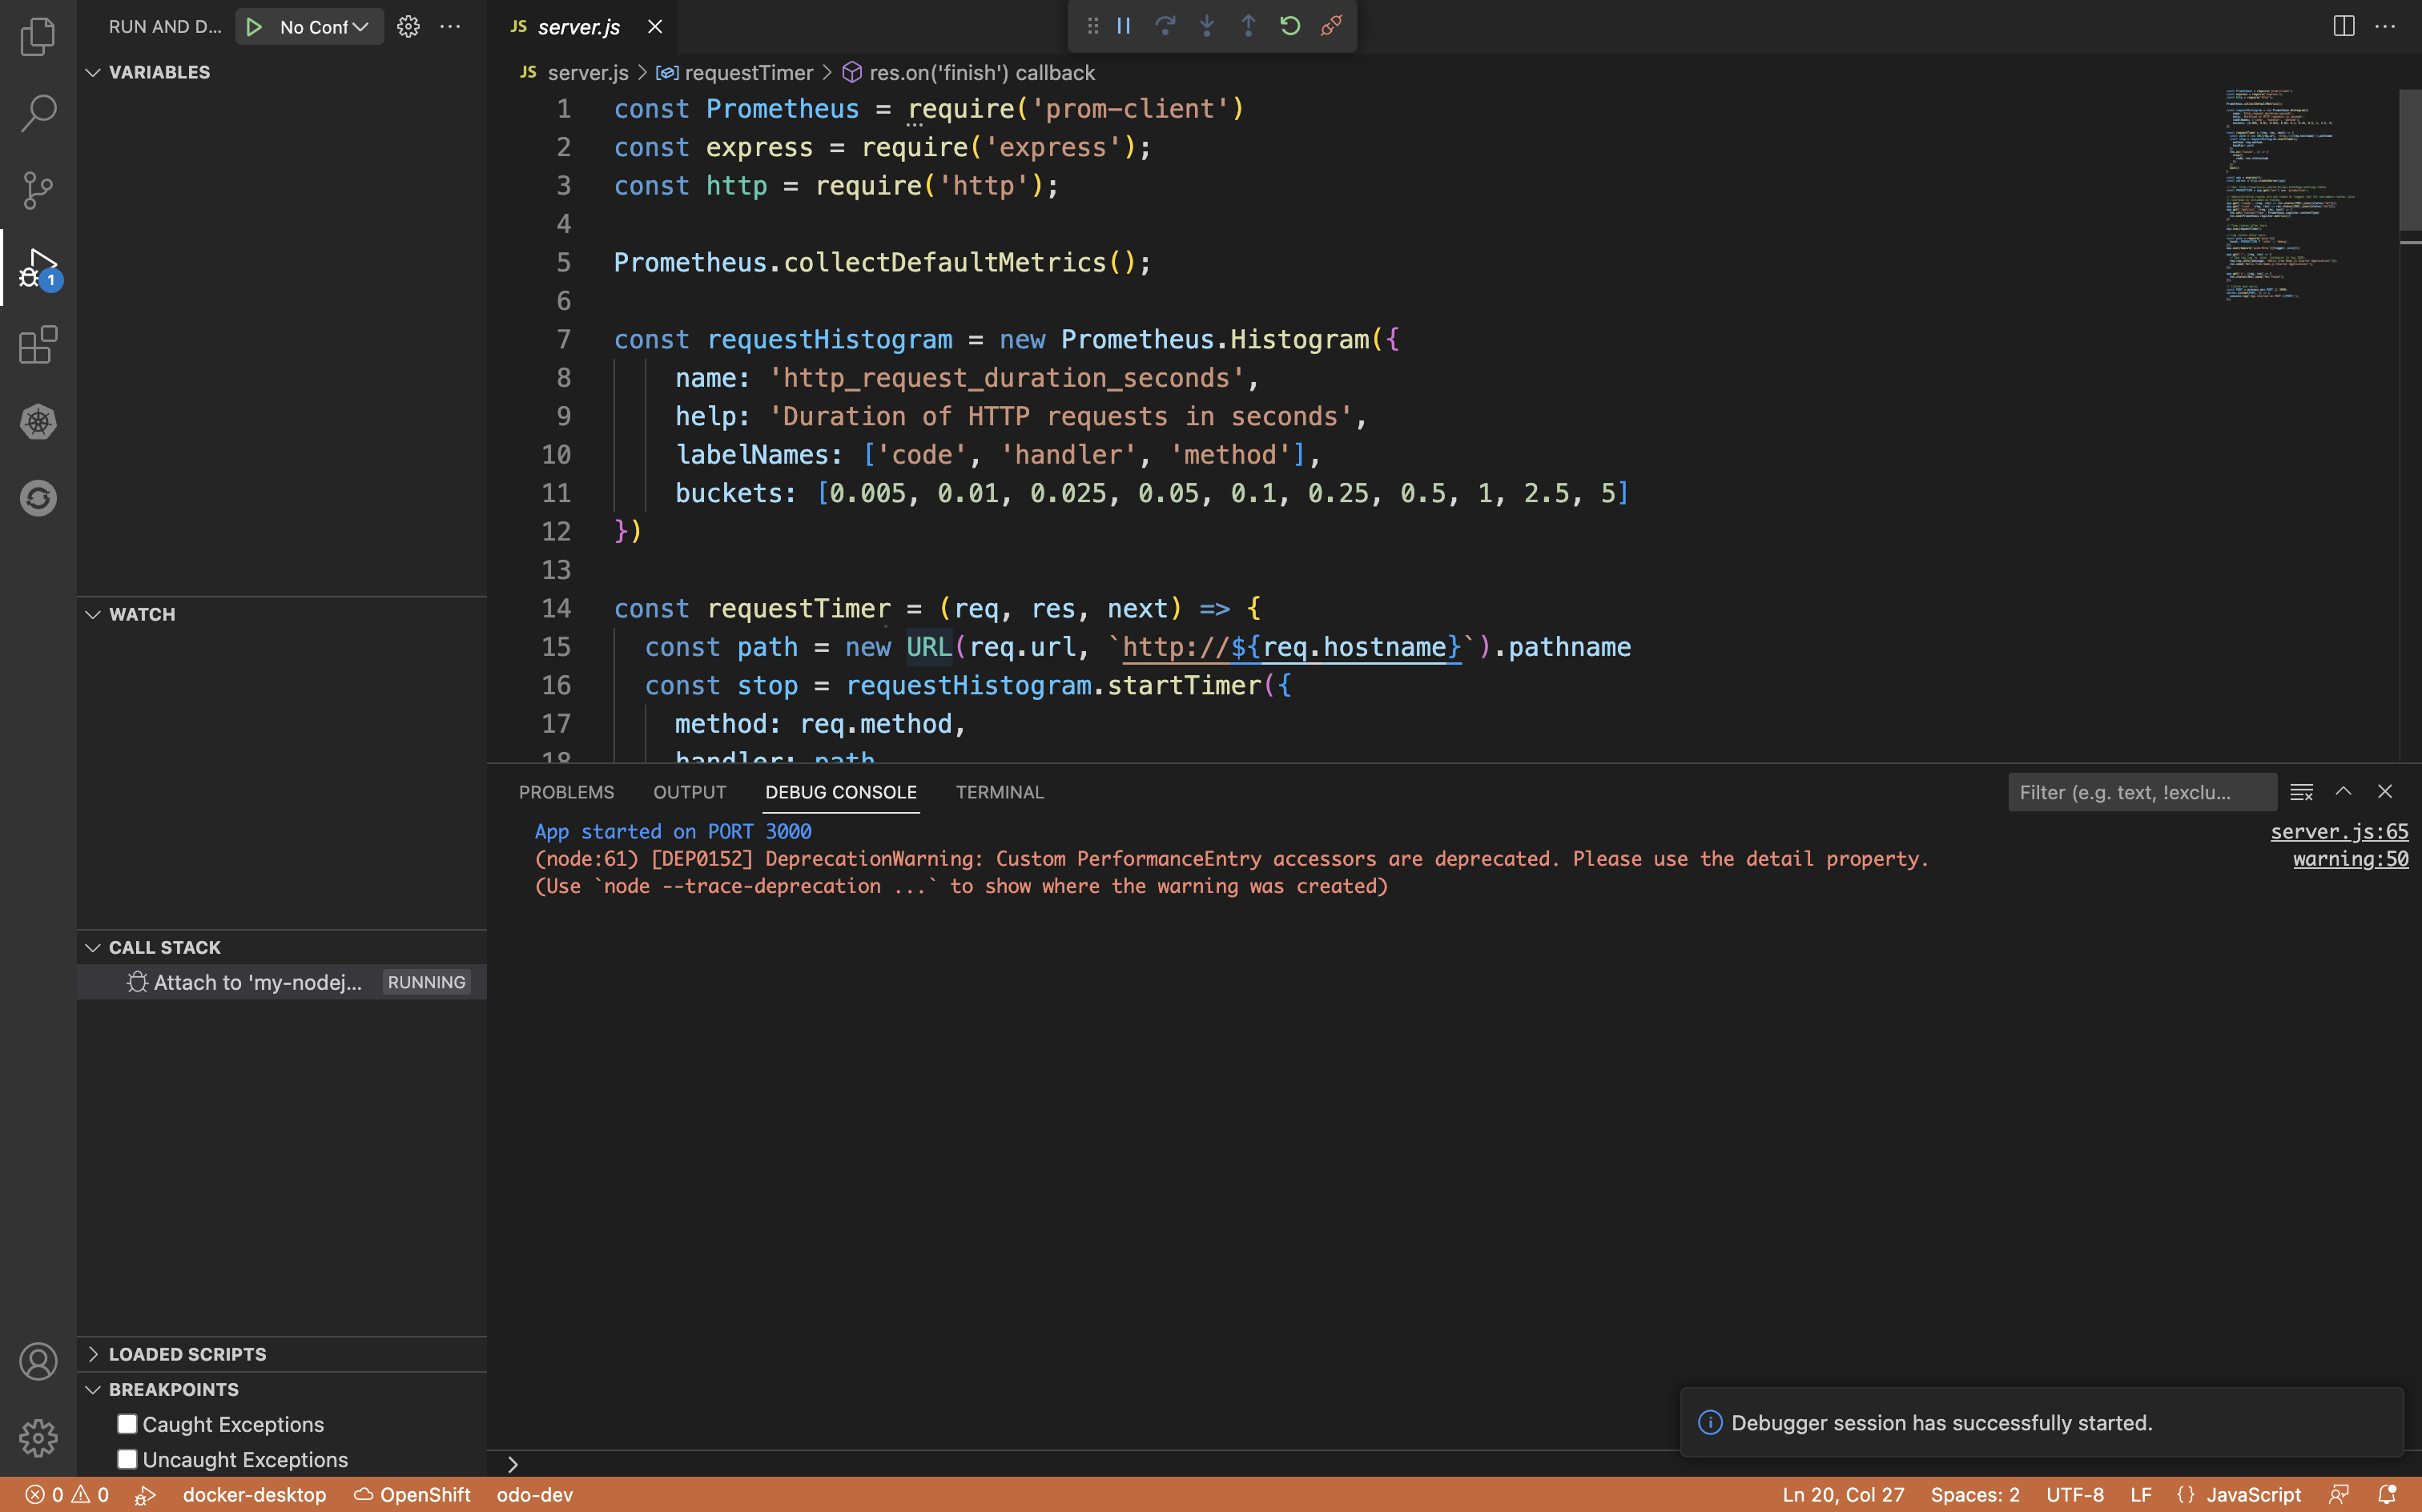 RUN AND D...
No Conf
JS server.js
VARIABLES
JS server.js > requestTimer > res.on('finish') callback
1 const Prometheus = require('prom-client')
2 const express = require('express');
3 const http = require('http');
4
5 Prometheus.collectDefaultMetrics();
6
7 const requestHistogram = new Prometheus.Histogram({
8 name: 'http_request_duration_seconds',
9 help: 'Duration of HTTP requests in seconds',
10 labelNames: ['code', 'handler', 'method'],
11 buckets: [0.005, 0.01, 0.025, 0.05, 0.1, 0.25, 0.5, 1, 2.5, 5]
12 })
13
14 const requestTimer = (req, res, next) => {
15 const path = new URL(req.url, `http://${req.hostname}`).pathname
16 const stop = requestHistogram.startTimer({
17 method: req.method,
18 handler: path
1
WATCH
CALL STACK
Attach to 'my-nodej... RUNNING
LOADED SCRIPTS
BREAKPOINTS
Caught Exceptions
Uncaught Exceptions
PROBLEMS OUTPUT DEBUG CONSOLE TERMINAL
Filter (e.g. text, !exclu...
App started on PORT 3000 server.js:65
(node:61) [DEP0152] DeprecationWarning: Custom PerformanceEntry accessors are deprecated. Please use the detail property. warning:50
(Use `node --trace-deprecation ...` to show where the warning was created)
Debugger session has successfully started.
0 0 docker-desktop OpenShift odo-dev Ln 20, Col 27 Spaces: 2 UTF-8 LF {} JavaScript